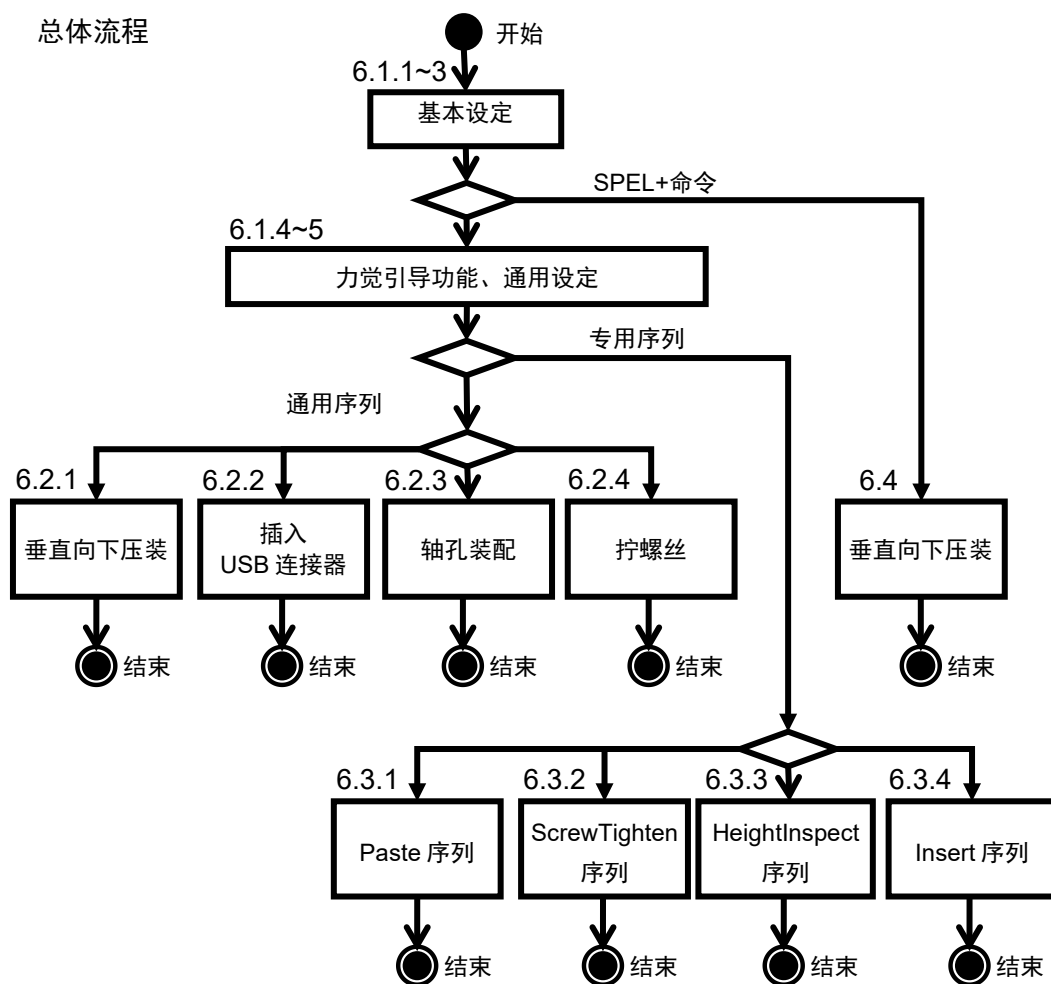 总体流程
开始
6.1.1~3
基本设定
SPEL+命令
6.1.4~5
力觉引导功能、通用设定
专用序列
通用序列
6.2.1
6.2.2
6.2.3
6.2.4
6.4
垂直向下压装
插入
USB 连接器
轴孔装配
拧螺丝
垂直向下压装
结束
结束
结束
结束
结束
6.3.1
6.3.2
6.3.3
6.3.4
Paste 序列
ScrewTighten
序列
HeightInspect
序列
Insert 序列
结束
结束
结束
结束